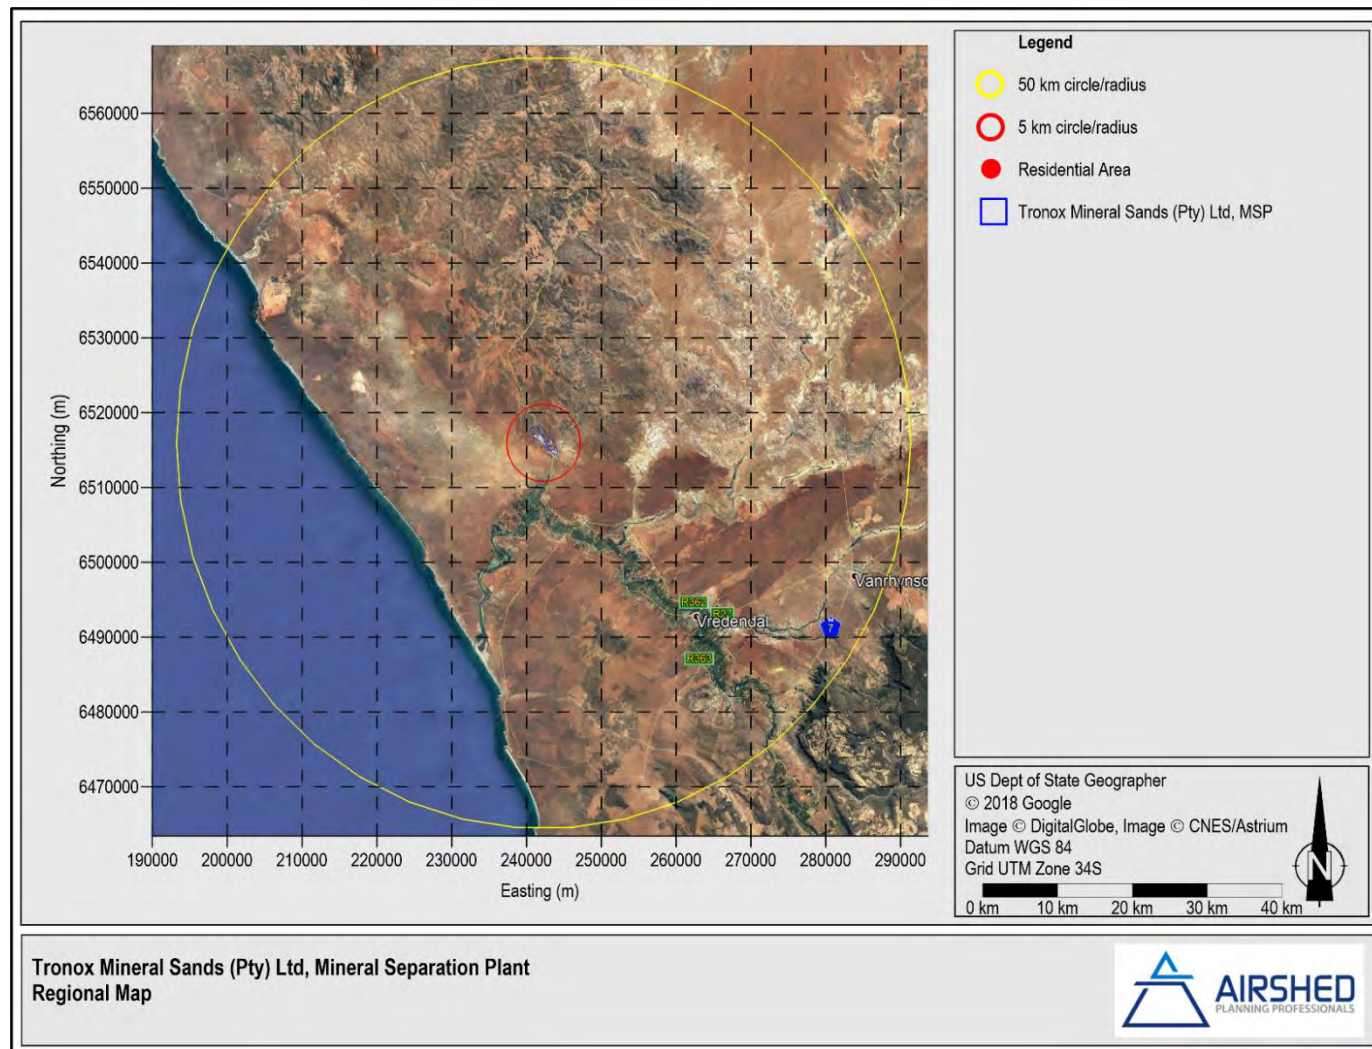 Legend
50 km circle/radius
5 km circle/radius
Residential Area
Tronox Mineral Sands (Pty) Ltd, MSP
Northing (m)
6560000
6550000
6540000
6530000
6520000
6510000
6500000
6490000
6480000
6470000
Vanrhynsd
R362
R27
Vredendal
7
R363
190000 200000 210000 220000 230000 240000 250000 260000 270000 280000 290000
Easting (m)
US Dept of State Geographer
© 2018 Google
Image © DigitalGlobe, Image © CNES/Astrium
Datum WGS 84
Grid UTM Zone 34S
N
0 km 10 km 20 km 30 km 40 km
Tronox Mineral Sands (Pty) Ltd, Mineral Separation Plant
Regional Map
AIRSHED
PLANNING PROFESSIONALS